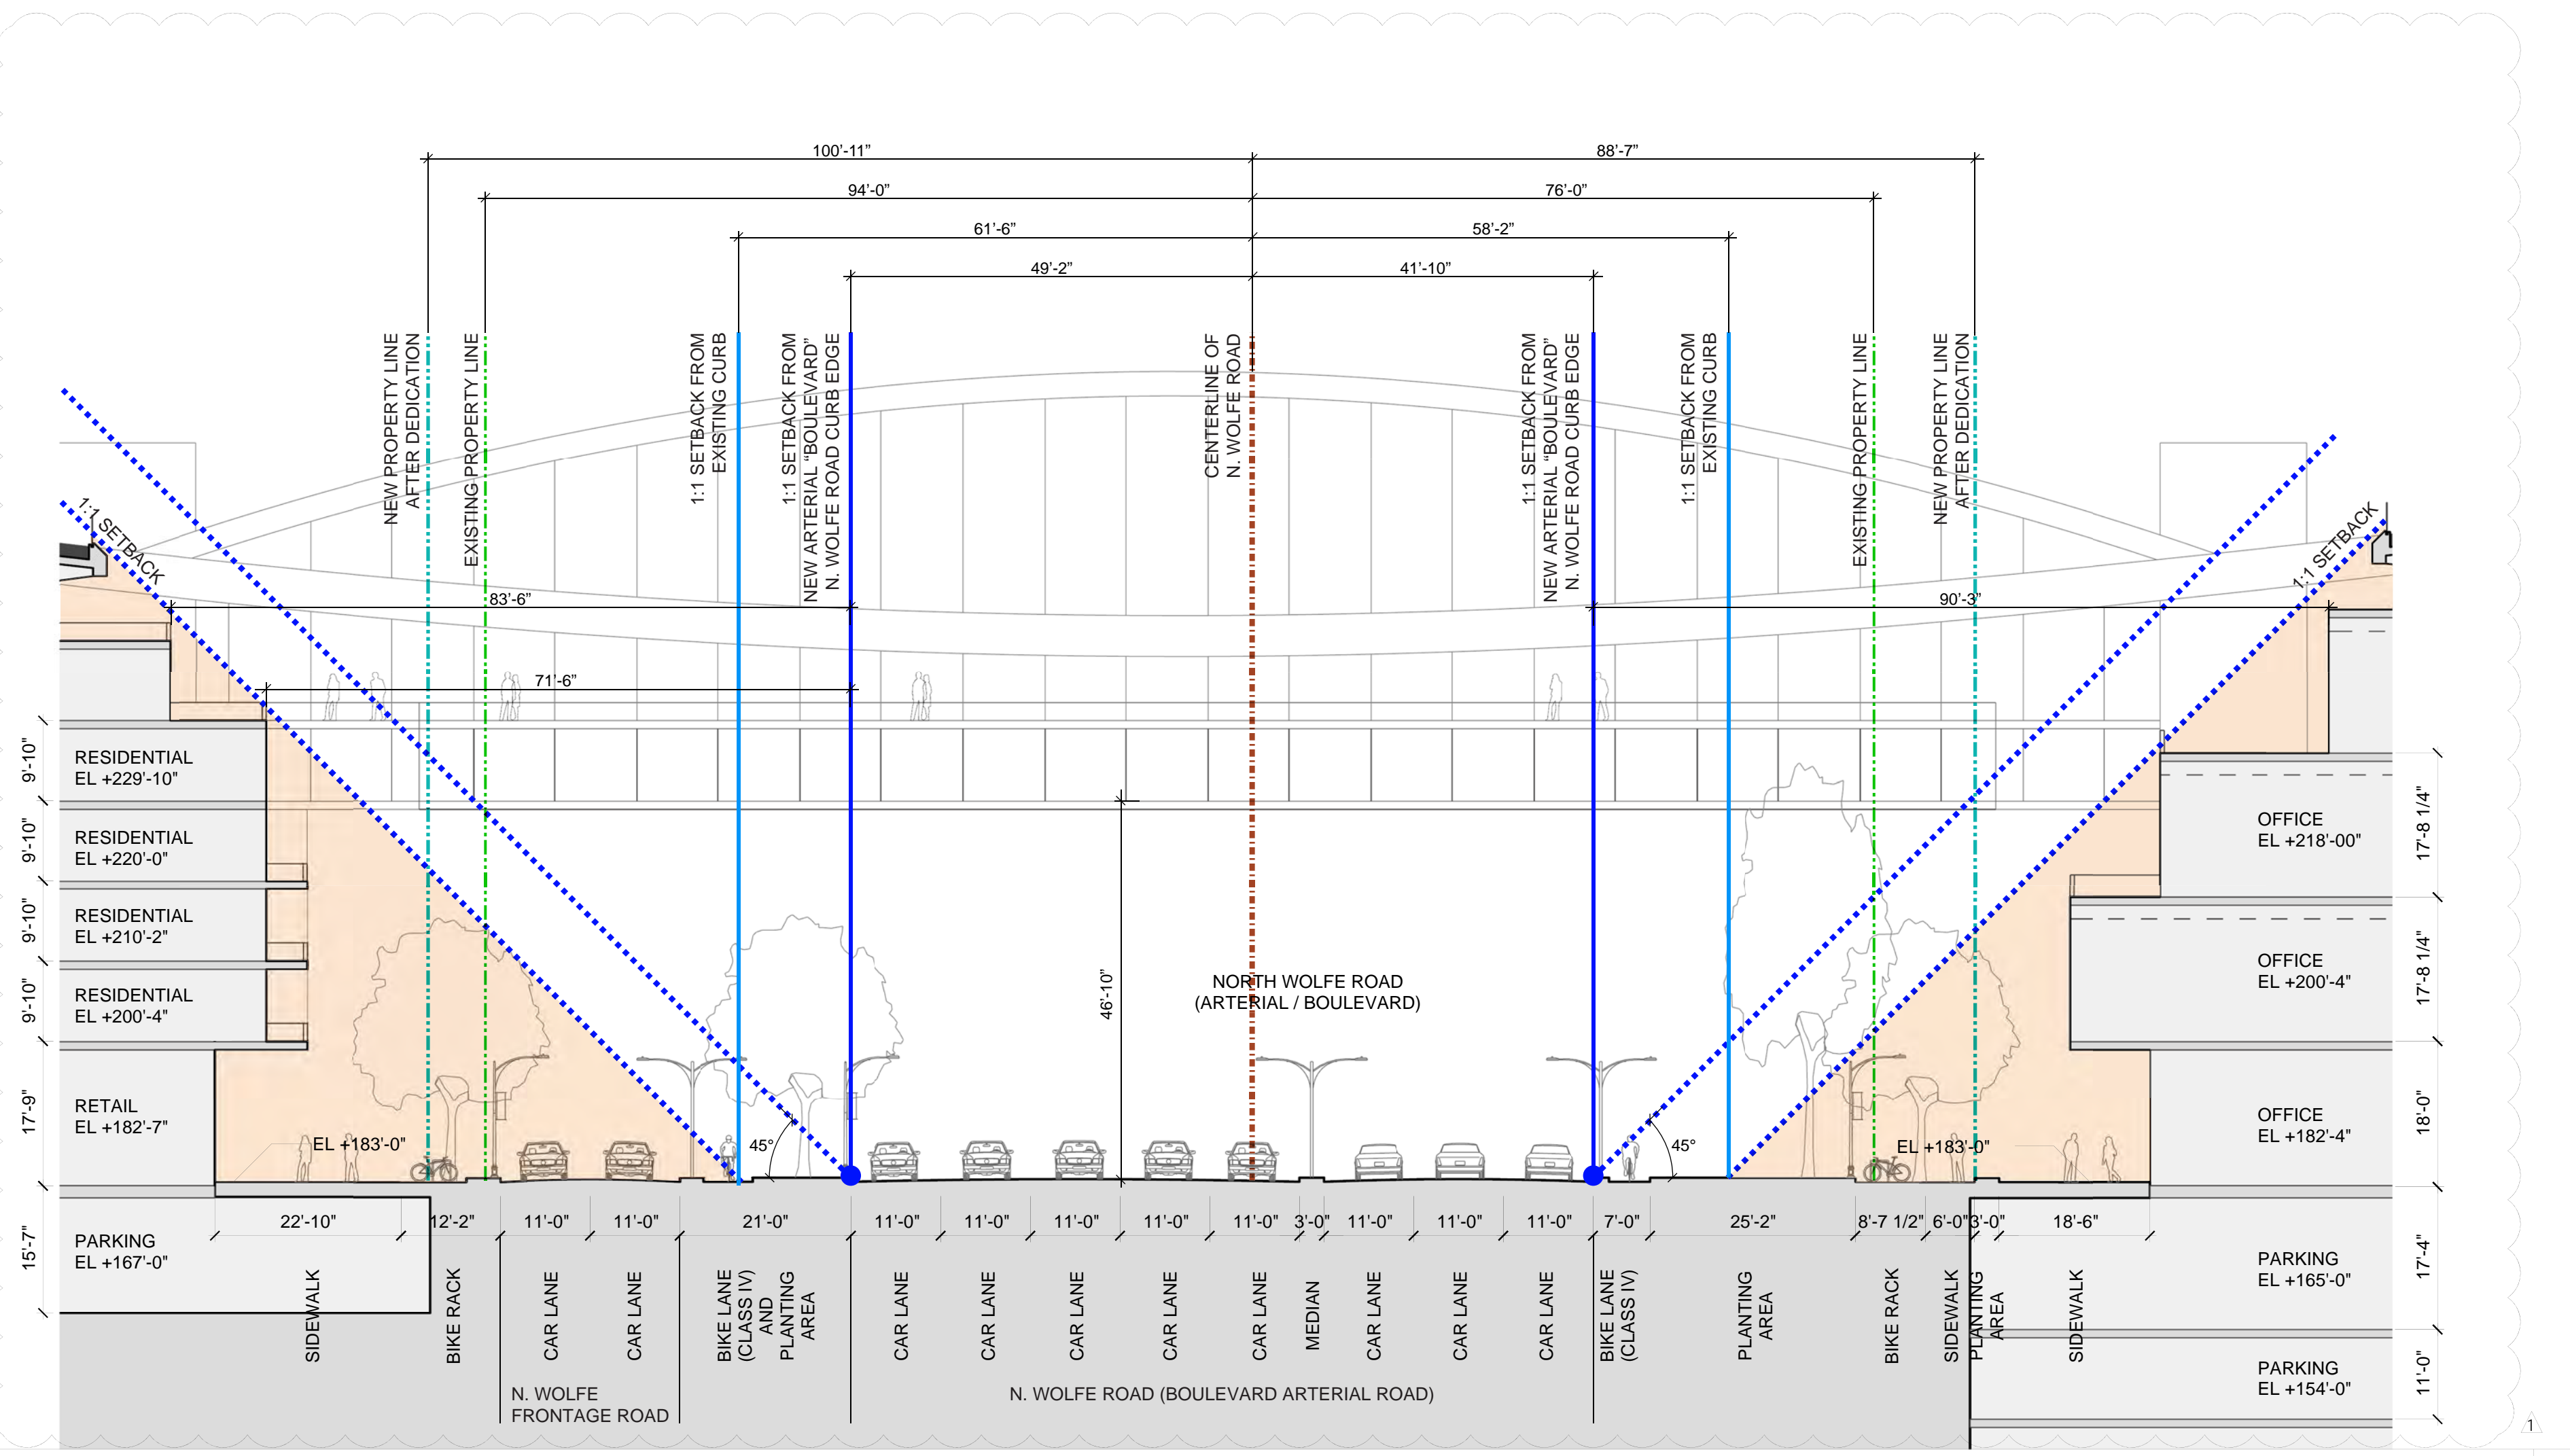 100'-11"
88'-7"
94'-0"
76'-0"
61'-6"
58'-2"
49'-2"
41'-10"
NEW PROPERTY LINE
AFTER DEDICATION
EXISTING PROPERTY LINE
1:1 SETBACK FROM
EXISTING CURB
1:1 SETBACK FROM
NEW ARTERIAL “BOULEVARD”
N. WOLFE ROAD CURB EDGE
CENTERLINE OF
N. WOLFE ROAD
1:1 SETBACK FROM
NEW ARTERIAL “BOULEVARD”
N. WOLFE ROAD CURB EDGE
1:1 SETBACK FROM
EXISTING CURB
EXISTING PROPERTY LINE
NEW PROPERTY LINE
AFTER DEDICATION
1:1 SETBACK
1:1 SETBACK
83'-6"
90'-3"
71'-6"
9'-10"
RESIDENTIAL
EL +229'-10"
9'-10"
RESIDENTIAL
EL +220'-0"
9'-10"
RESIDENTIAL
EL +210'-2"
9'-10"
RESIDENTIAL
EL +200'-4"
17'-9"
RETAIL
EL +182'-7"
15'-7"
PARKING
EL +167'-0"
EL +183'-0"
45°
46'-10"
NORTH WOLFE ROAD
(ARTERIAL / BOULEVARD)
45°
EL +183'-0"
OFFICE
EL +218'-00"
17'-8 1/4"
OFFICE
EL +200'-4"
17'-8 1/4"
OFFICE
EL +182'-4"
18'-0"
PARKING
EL +165'-0"
17'-4"
PARKING
EL +154'-0"
11'-0"
22'-10"
12'-2"
11'-0"
11'-0"
21'-0"
11'-0"
11'-0"
11'-0"
11'-0"
11'-0"
3'-0"
11'-0"
11'-0"
11'-0"
7'-0"
25'-2"
8'-7 1/2"
6'-0"
3'-0"
18'-6"
SIDEWALK
BIKE RACK
CAR LANE
CAR LANE
BIKE LANE
(CLASS IV)
AND
PLANTING
AREA
CAR LANE
CAR LANE
CAR LANE
CAR LANE
CAR LANE
MEDIAN
CAR LANE
CAR LANE
CAR LANE
BIKE LANE
(CLASS IV)
PLANTING
AREA
BIKE RACK
SIDEWALK
PLANTING
AREA
SIDEWALK
N. WOLFE
FRONTAGE ROAD
N. WOLFE ROAD (BOULEVARD ARTERIAL ROAD)
1